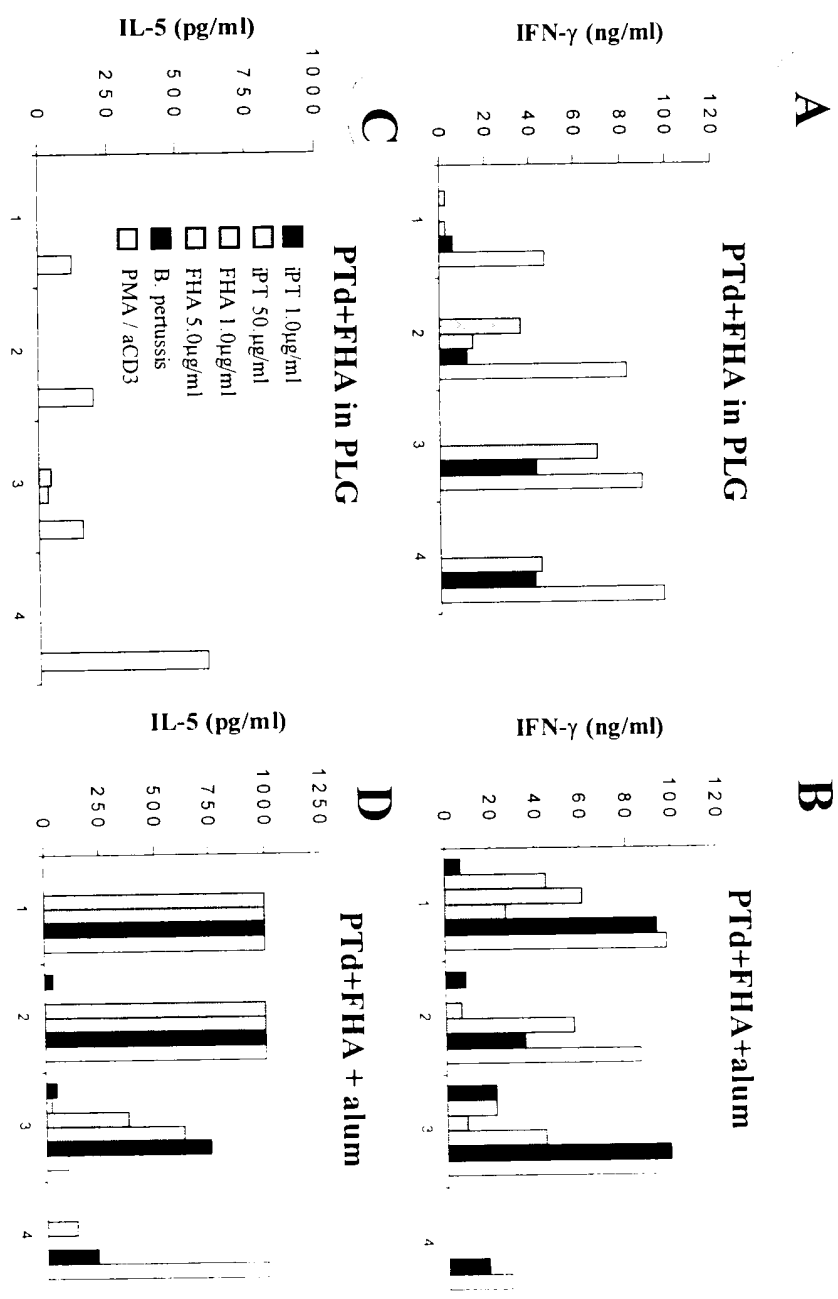 A
PTd+FHA in PLG
IFN-γ (ng/ml)
120
100
80
60
40
20
0
1
2
3
4
B
PTd+FHA+alum
IFN-γ (ng/ml)
120
100
80
60
40
20
0
1
2
3
4
C
PTd+FHA in PLG
IL-5 (pg/ml)
1000
750
500
250
0
1
2
3
4
iPT 1.0µg/ml
iPT 50.µg/ml
FHA 1.0µg/ml
FHA 5.0µg/ml
B. pertussis
PMA / aCD3
D
PTd+FHA + alum
IL-5 (pg/ml)
1250
1000
750
500
250
0
1
2
3
4